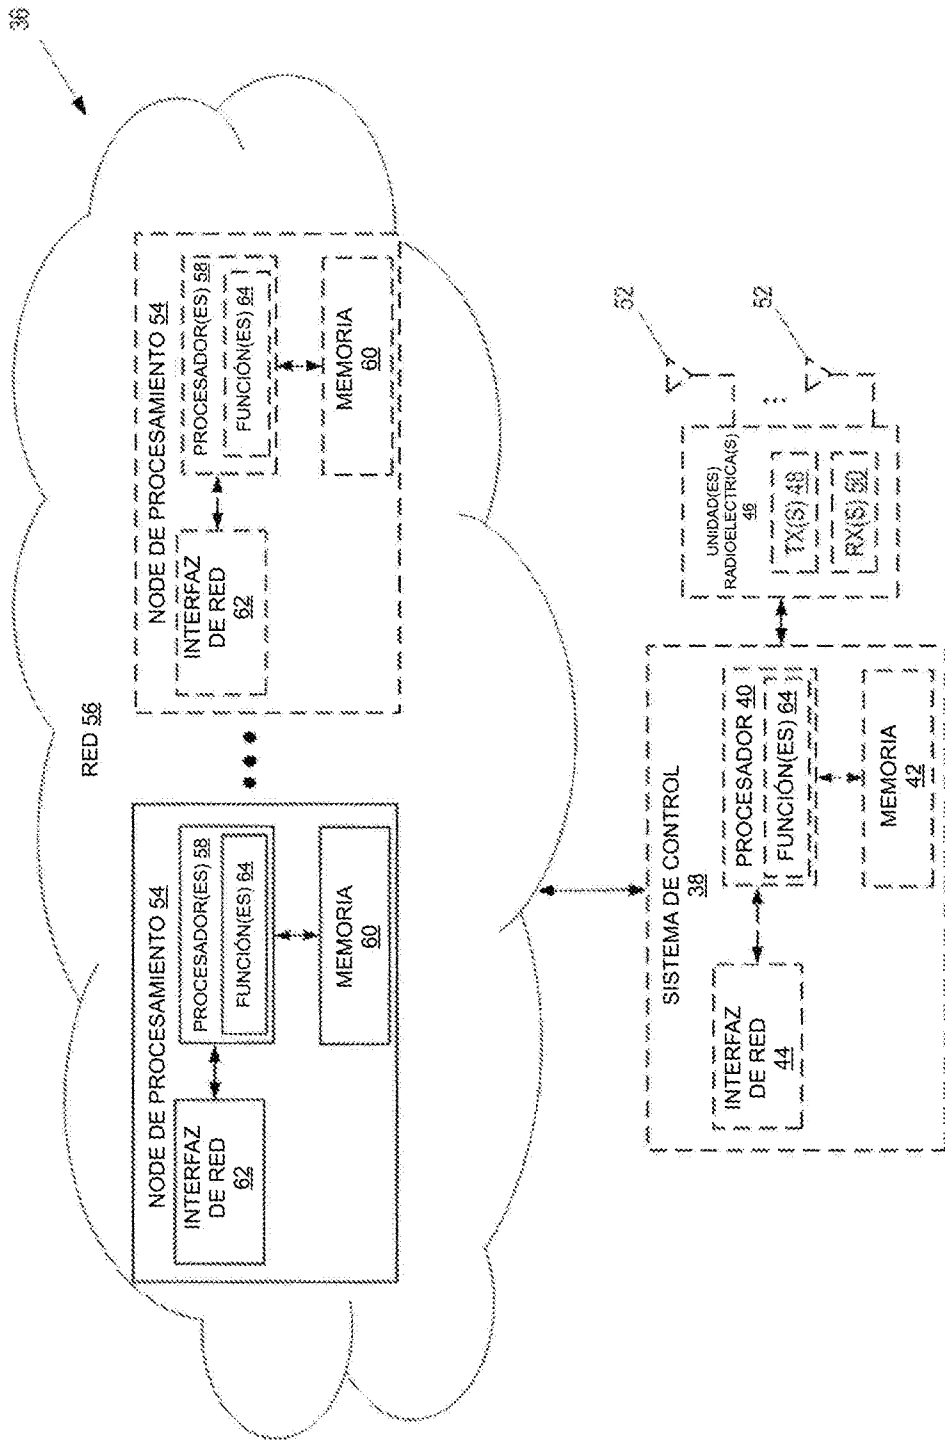 36
RED 56
NODE DE PROCESAMIENTO 54
PROCESADOR(ES) 58
FUNCIÓN(ES) 64
INTERFAZ
DE RED
62
MEMORIA
60
NODE DE PROCESAMIENTO 54
PROCESADOR(ES) 58
FUNCIÓN(ES) 64
INTERFAZ
DE RED
62
MEMORIA
60
SISTEMA DE CONTROL
38
PROCESADOR 40
FUNCIÓN(ES) 64
INTERFAZ
DE RED
44
MEMORIA
42
UNIDAD(ES)
RADIOELECTRICA(S)
46
TX(S) 48
RX(S) 50
52
52